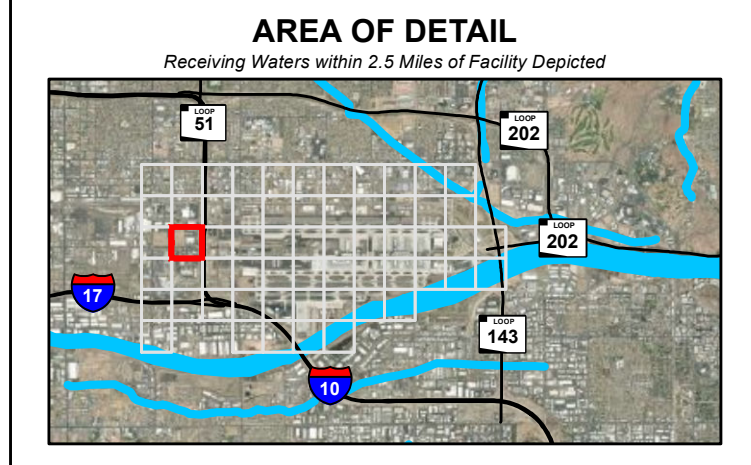 AREA OF DETAIL
Receiving Waters within 2.5 Miles of Facility Depicted
LOOP
51
LOOP
202
LOOP
202
17
LOOP
143
10